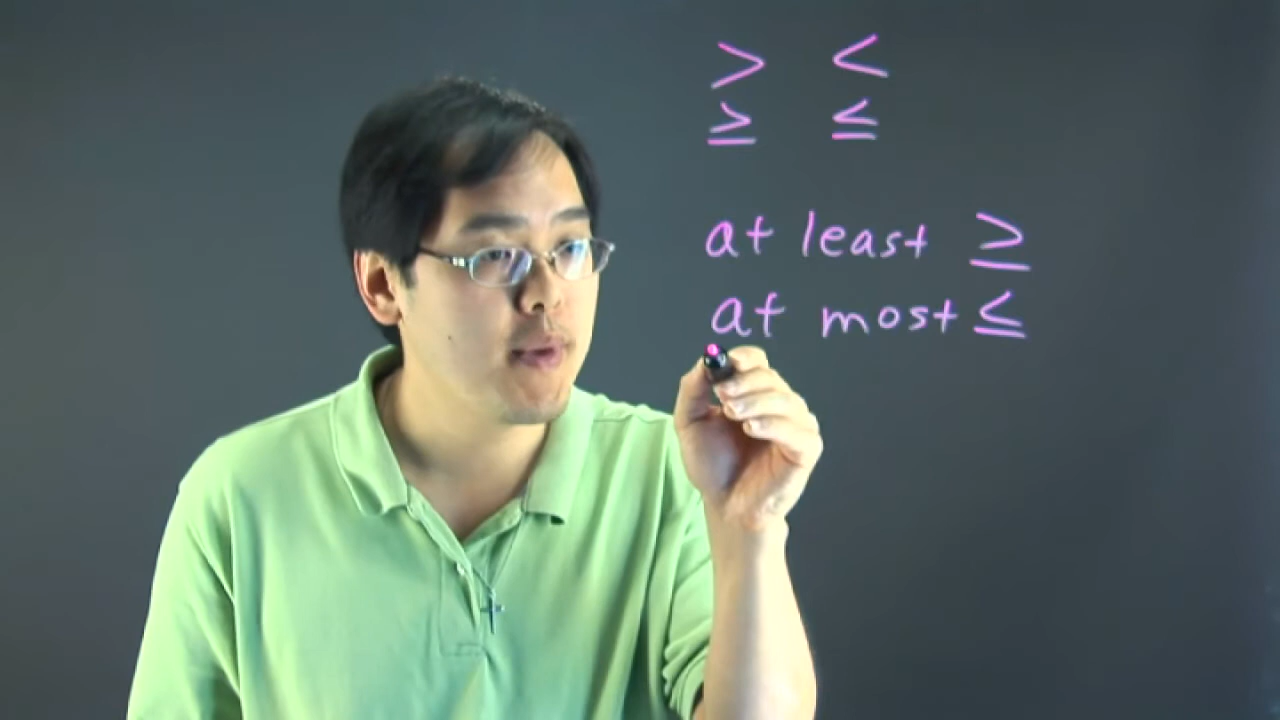 > <
≥ ≤
at least ≥
at most ≤